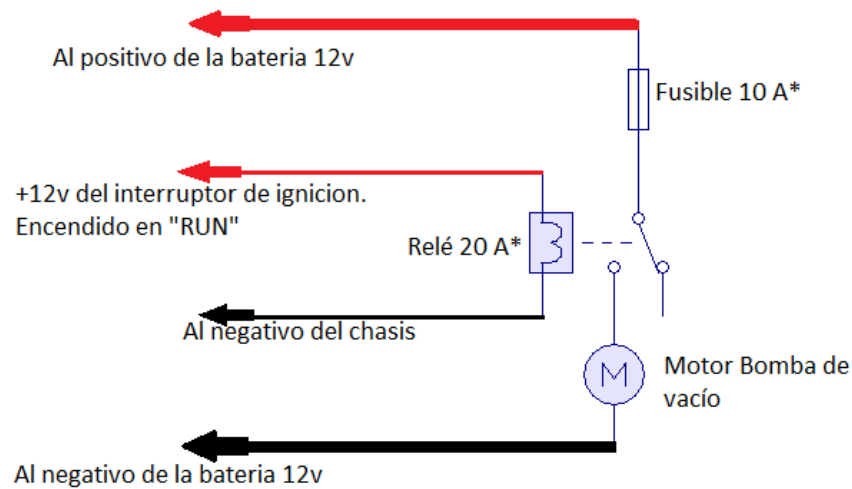 Al positivo de la bateria 12v
Fusible 10 A*
+12v del interruptor de ignicion.
Encendido en "RUN"
Relé 20 A*
Al negativo del chasis
M
Motor Bomba de
vacío
Al negativo de la bateria 12v